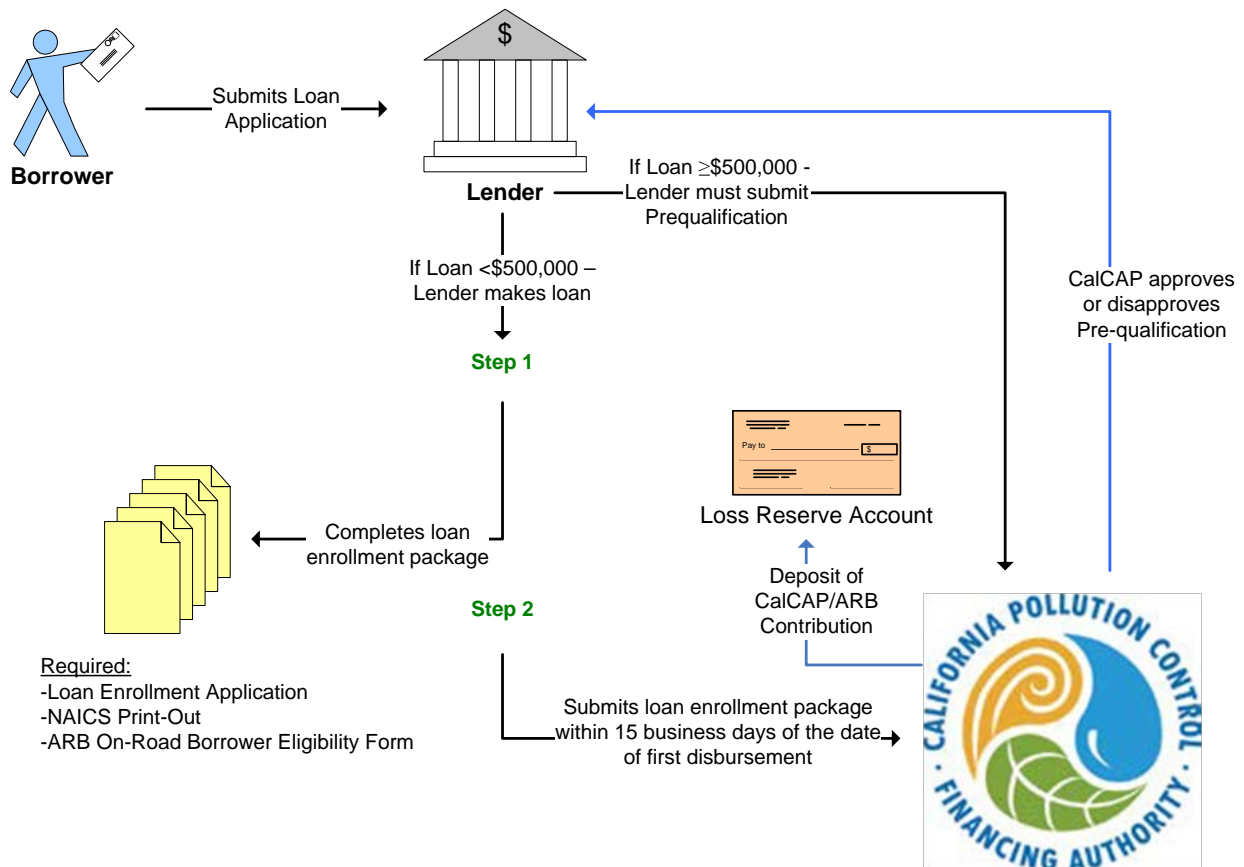 $
Submits Loan
Application
Borrower
Lender
If Loan ≥$500,000 -
Lender must submit
Prequalification
If Loan <$500,000 –
Lender makes loan
CalCAP approves
or disapproves
Pre-qualification
Step 1
Pay to
$
Loss Reserve Account
Completes loan
enrollment package
Step 2
Deposit of
CalCAP/ARB
Contribution
Required:
-Loan Enrollment Application
-NAICS Print-Out
-ARB On-Road Borrower Eligibility Form
Submits loan enrollment package
within 15 business days of the date
of first disbursement
CALIFORNIA POLLUTION CONTROL
· FINANCING AUTHORITY ·